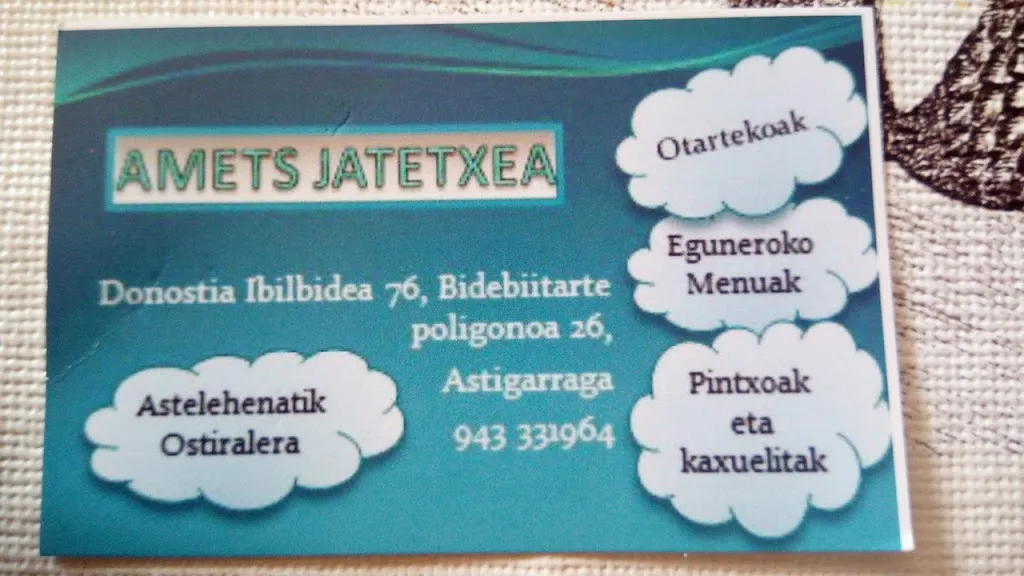 AMETS JATETXEA
Donostia Ibilbidea 76, Bidebiitarte
poligonoa 26,
Astigarraga
943 331964
Astelehenatik
Ostiralera
Otartekoak
Eguneroko
Menuak
Pintxoak
eta
kaxuelitak